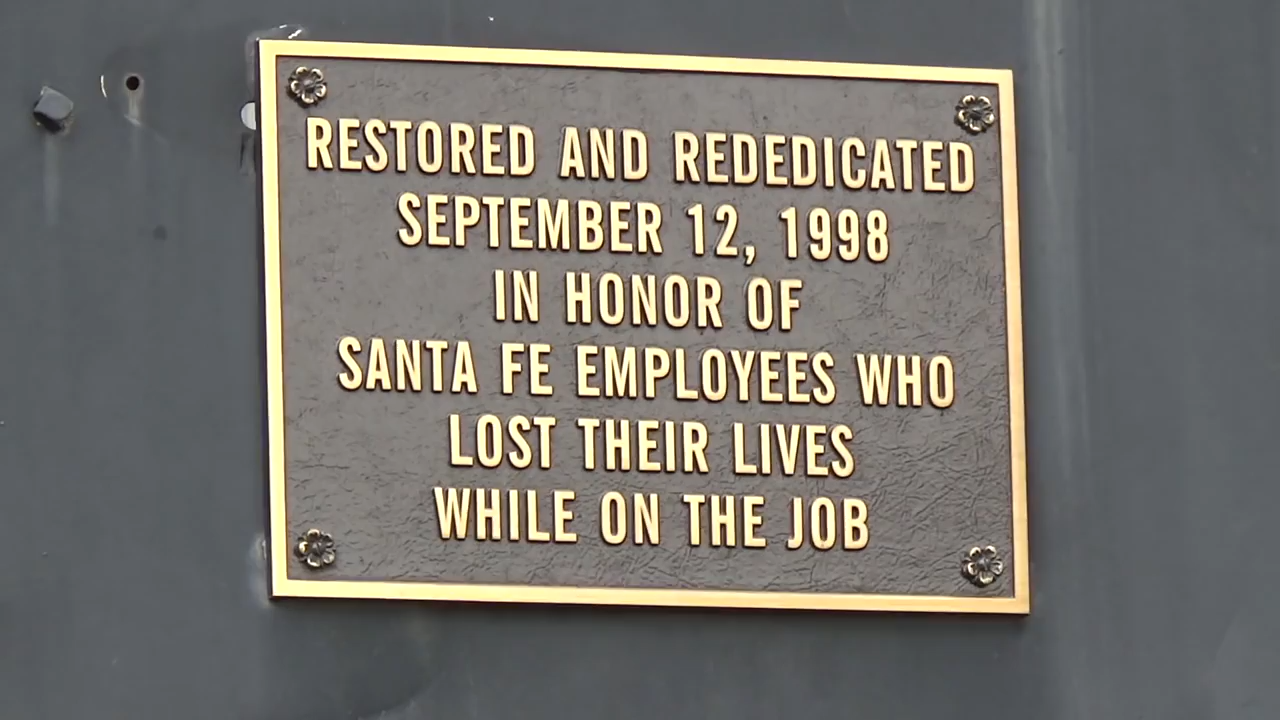 RESTORED AND REDEDICATED
SEPTEMBER 12, 1998
IN HONOR OF
SANTA FE EMPLOYEES WHO
LOST THEIR LIVES
WHILE ON THE JOB